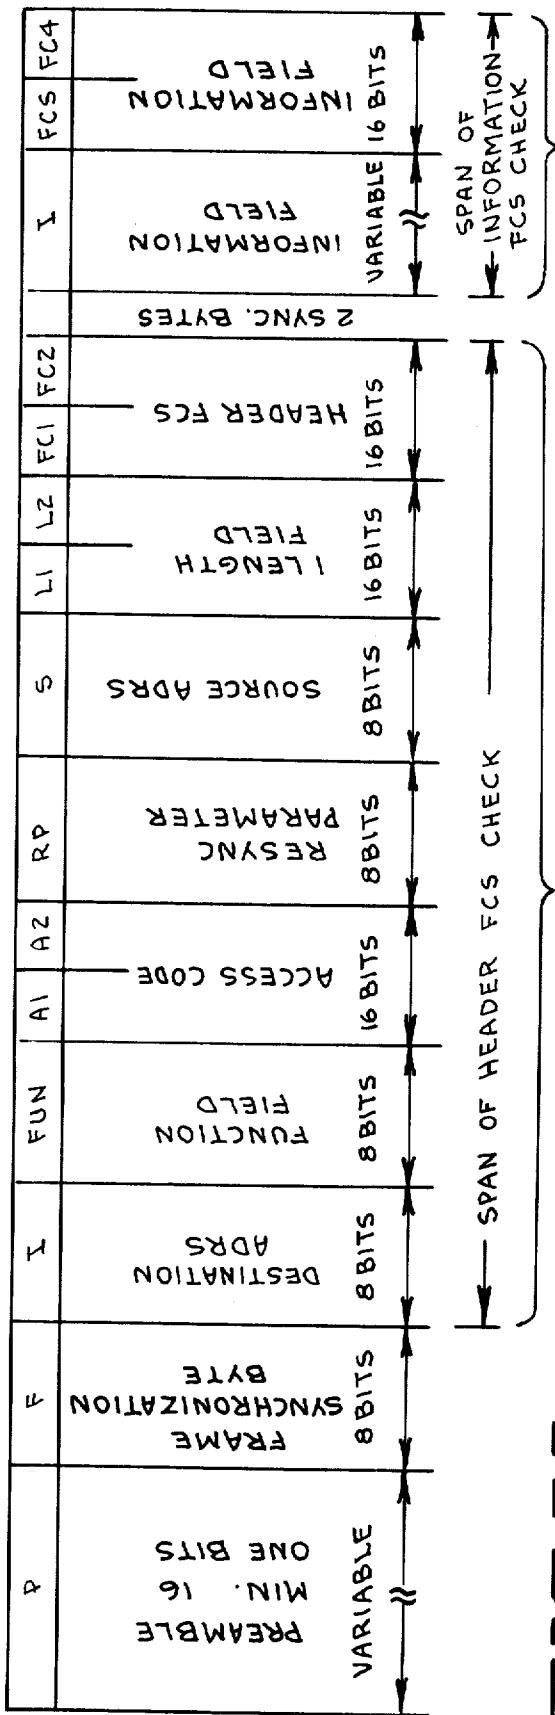 P
F
I
FUN
A1 A2
RP
S
L1 L2
FC1 FC2
I
FCS FC4
PREAMBLE
MIN. 16
ONE BITS
FRAME
SYNCHRONIZATION
BYTE
DESTINATION
ADRS
FUNCTION
FIELD
ACCESS CODE
RESYNC
PARAMETER
SOURCE ADRS
I LENGTH
FIELD
HEADER FCS
2 SYNC. BYTES
INFORMATION
FIELD
INFORMATION
FIELD
VARIABLE
8 BITS
8 BITS
8 BITS
16 BITS
8 BITS
8 BITS
16 BITS
16 BITS
VARIABLE
16 BITS
SPAN OF HEADER FCS CHECK
SPAN OF
INFORMATION
FCS CHECK